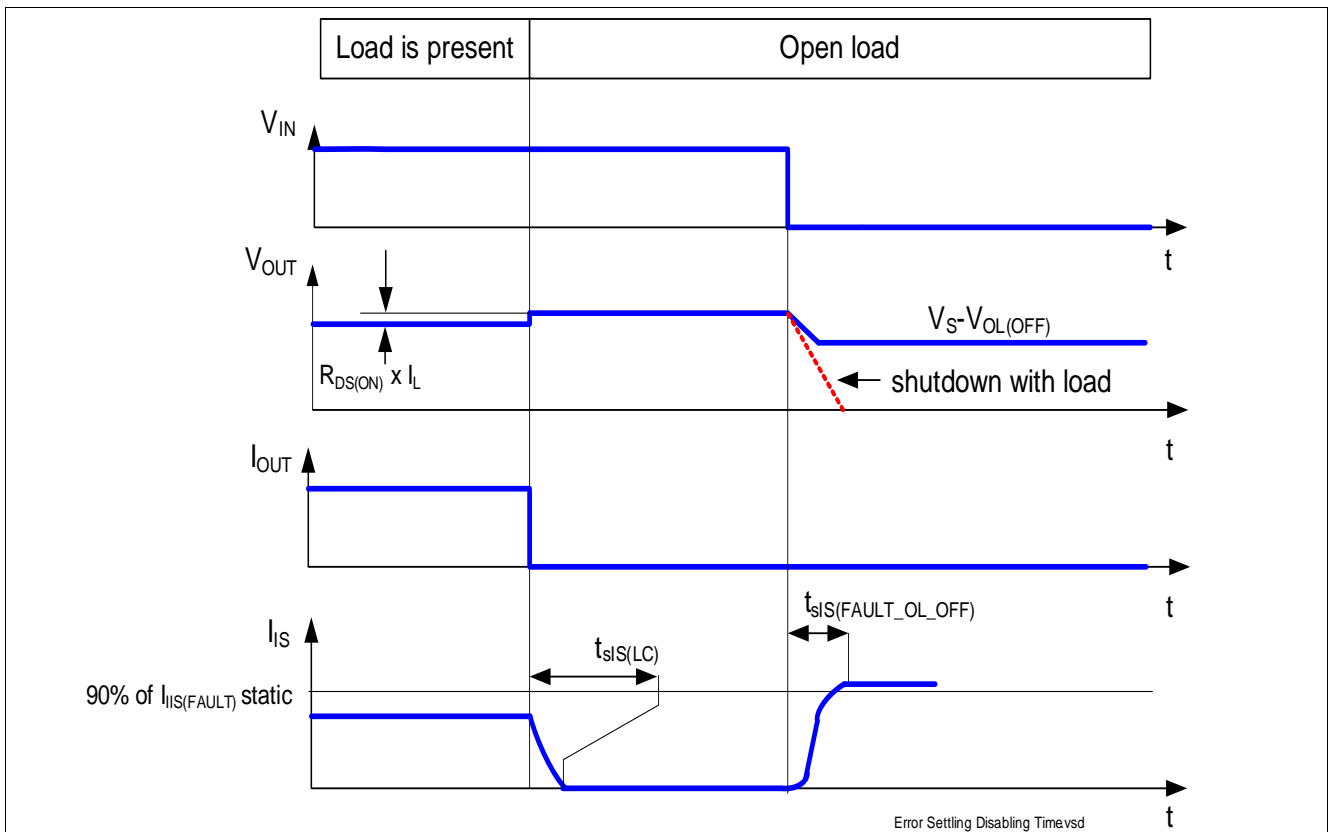 Load is present
Open load
VIN
t
VOUT
VS-VOL(OFF)
RDS(ON) x IL
shutdown with load
t
IOUT
t
tsIS(FAULT_OL_OFF)
IIS
tsIS(LC)
90% of IIIS(FAULT) static
t
Error Settling Disabling Time.vsd